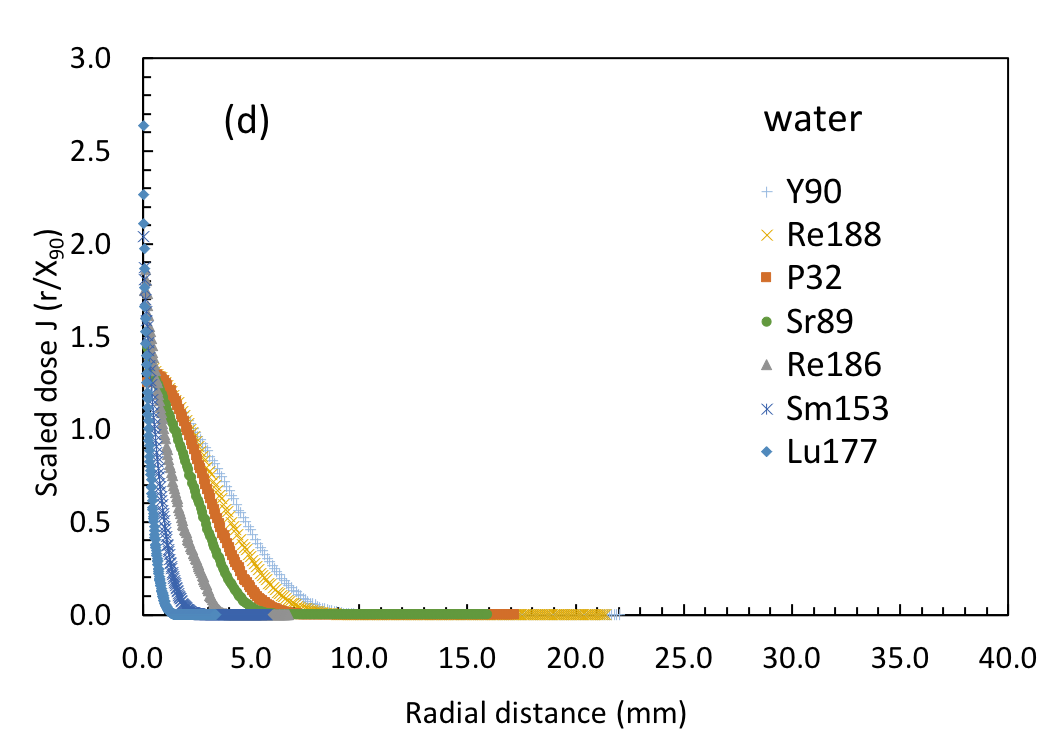 3.0
(d)
water
2.5
Y90
2.0
Re188
P32
1.5
Sr89
Re186
1.0
Sm153
Lu177
0.5
0.0
Scaled dose J (r/X90)
0.0 5.0 10.0 15.0 20.0 25.0 30.0 35.0 40.0
Radial distance (mm)